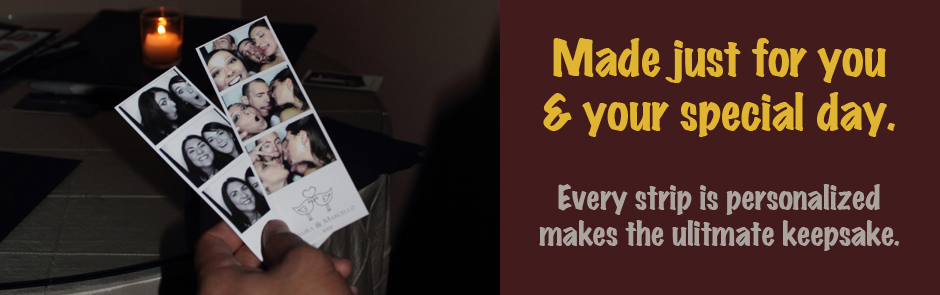 Made just for you
& your special day.
Every strip is personalized
makes the ulitmate keepsake.